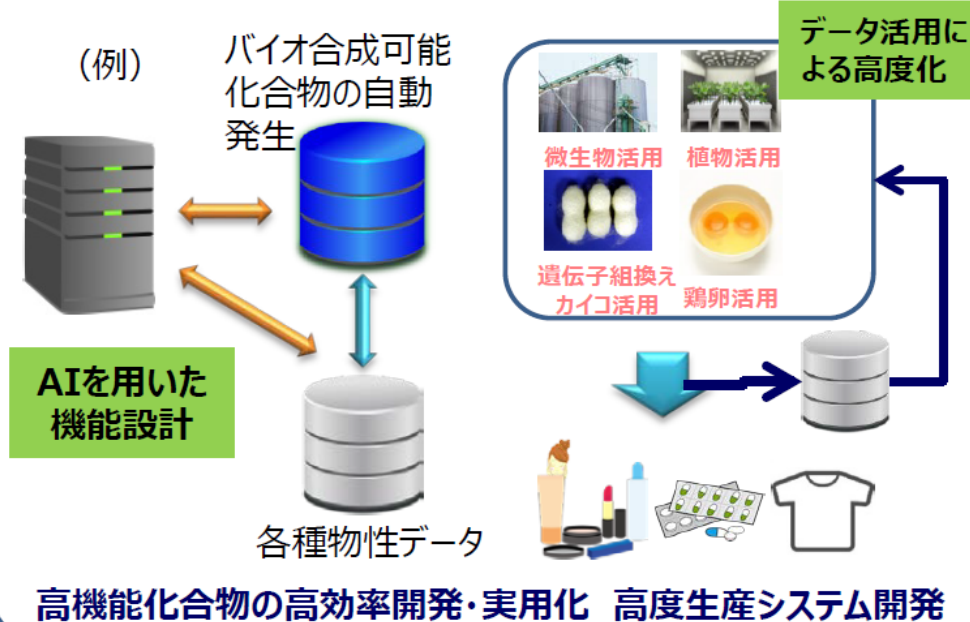 (例)
バイオ合成可能
化合物の自動
発生
AIを用いた
機能設計
各種物性データ
データ活用に
よる高度化
微生物活用
植物活用
遺伝子組換え
カイコ活用
鶏卵活用
高機能化合物の高効率開発・実用化 高度生産システム開発